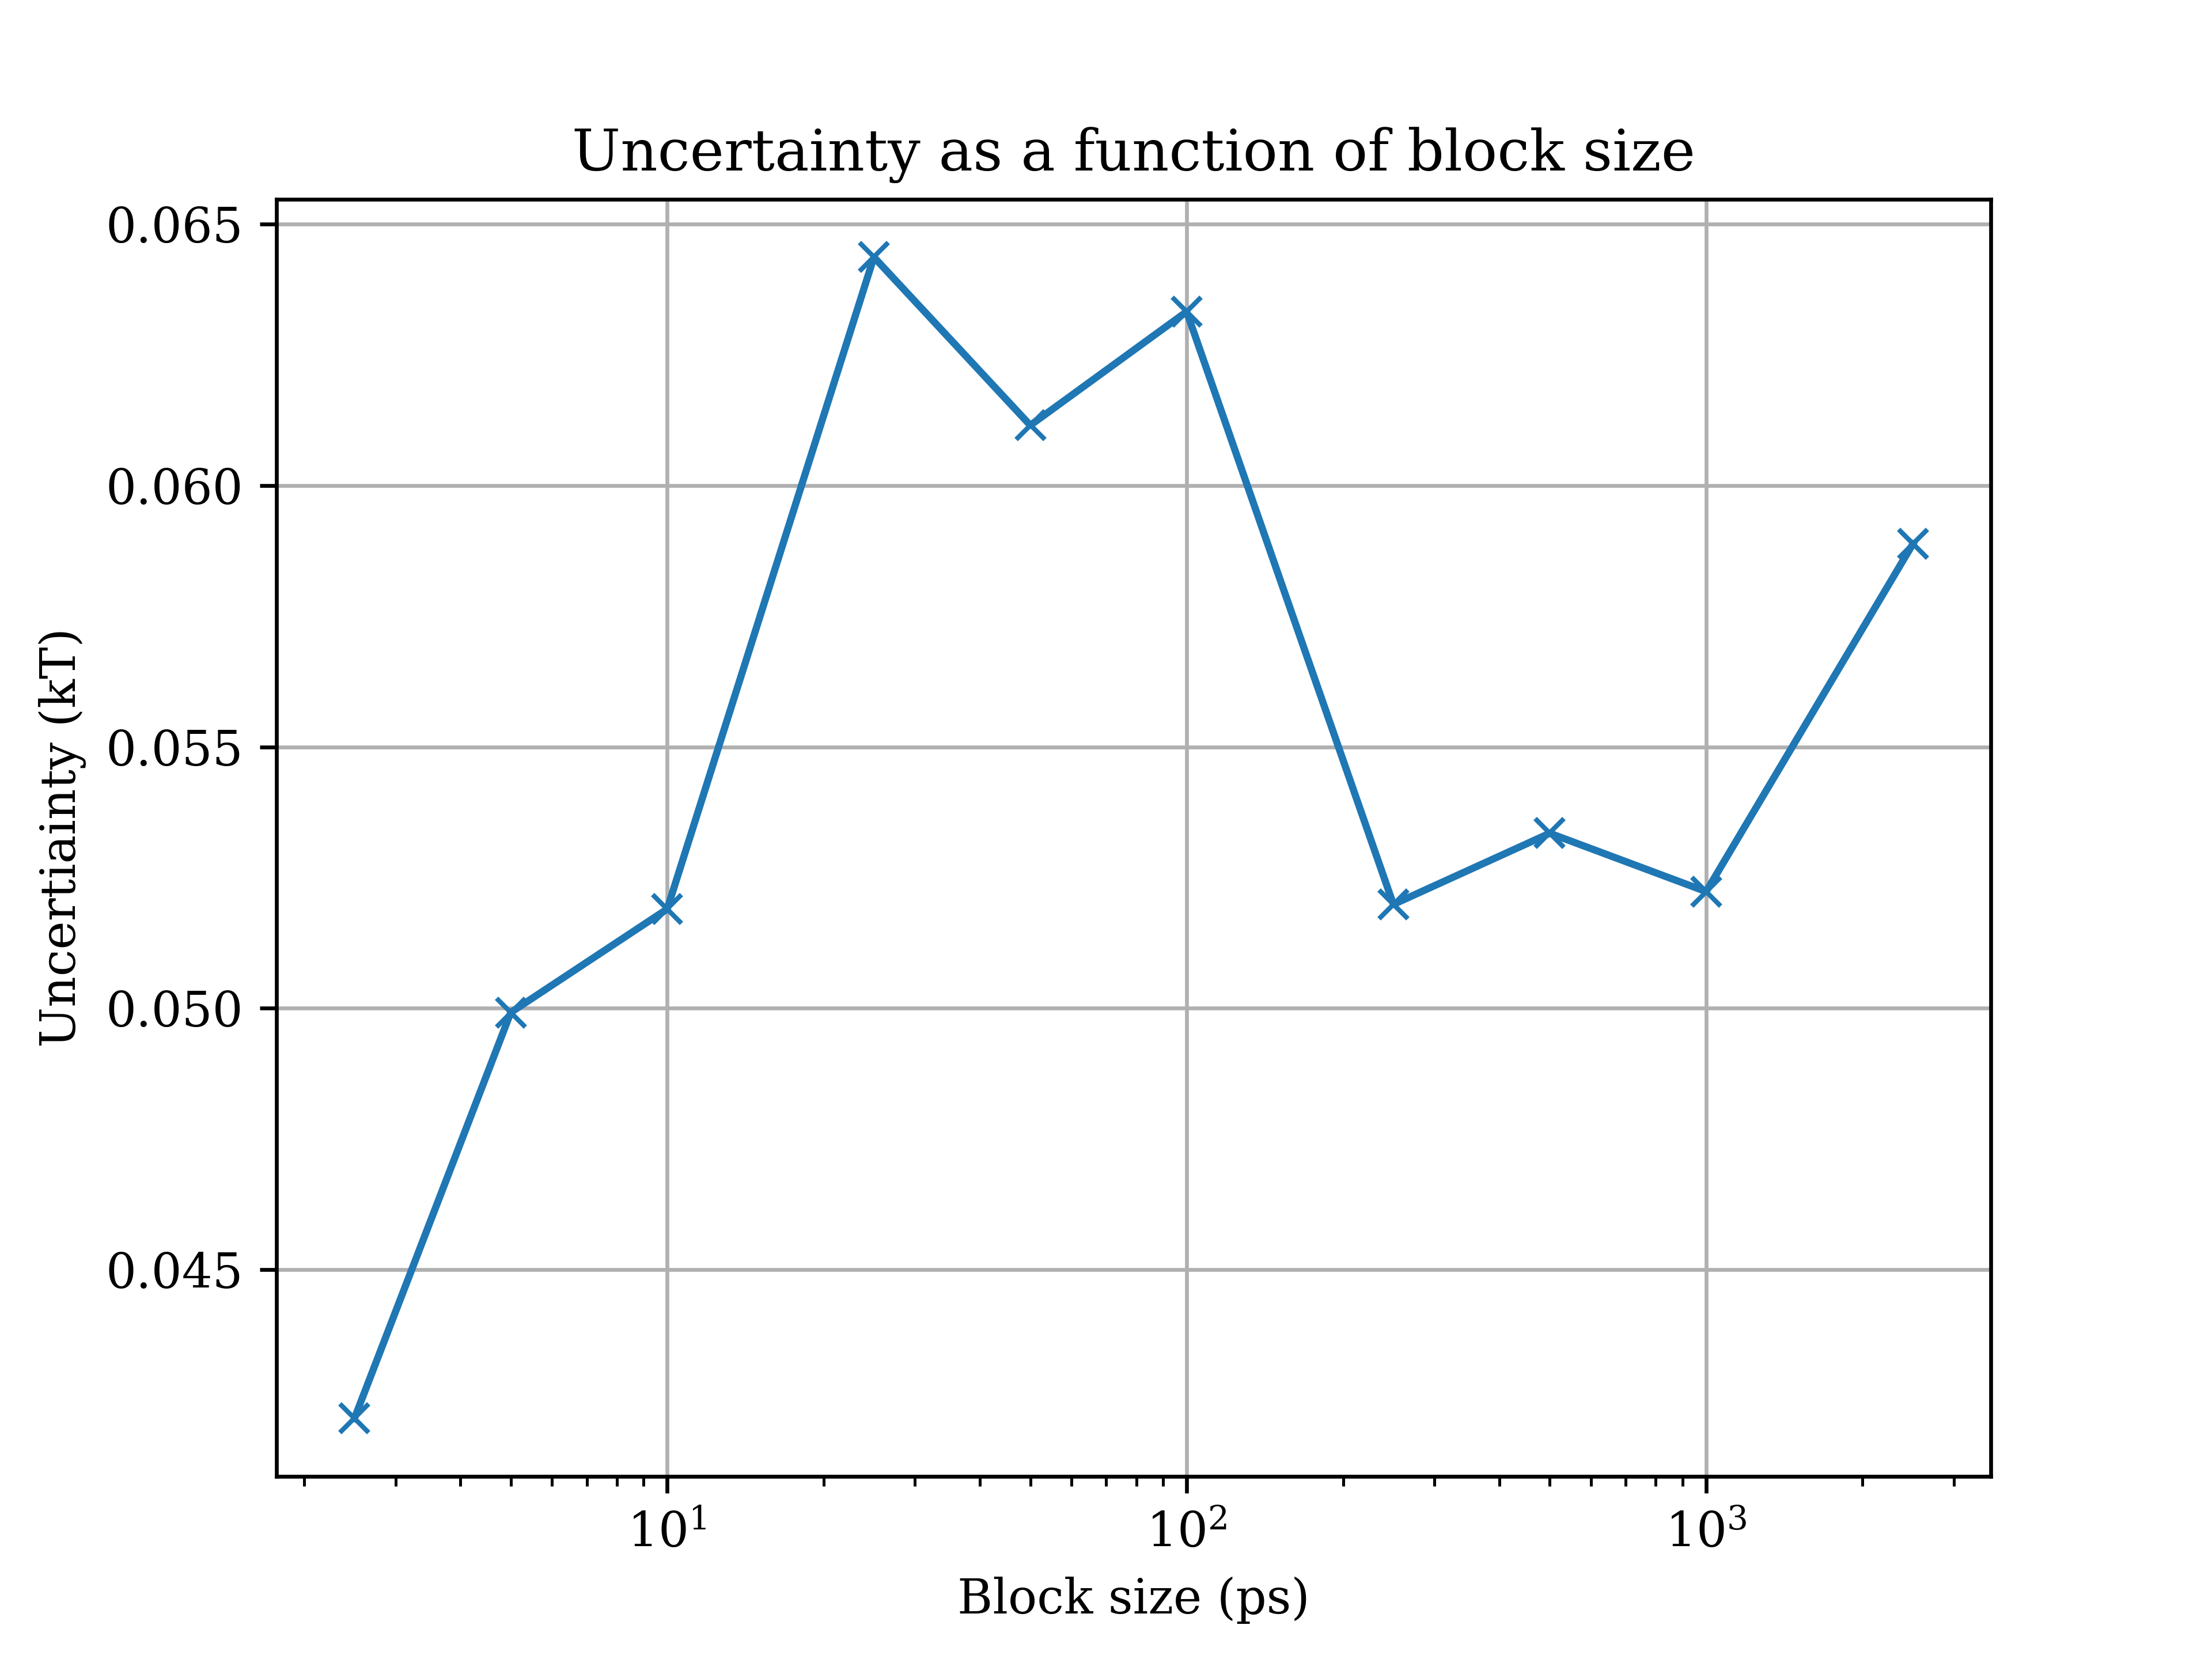 Uncertainty as a function of block size
0.065
0.060
0.055
0.050
0.045
Uncertiainty (kT)
10¹ 10² 10³
Block size (ps)